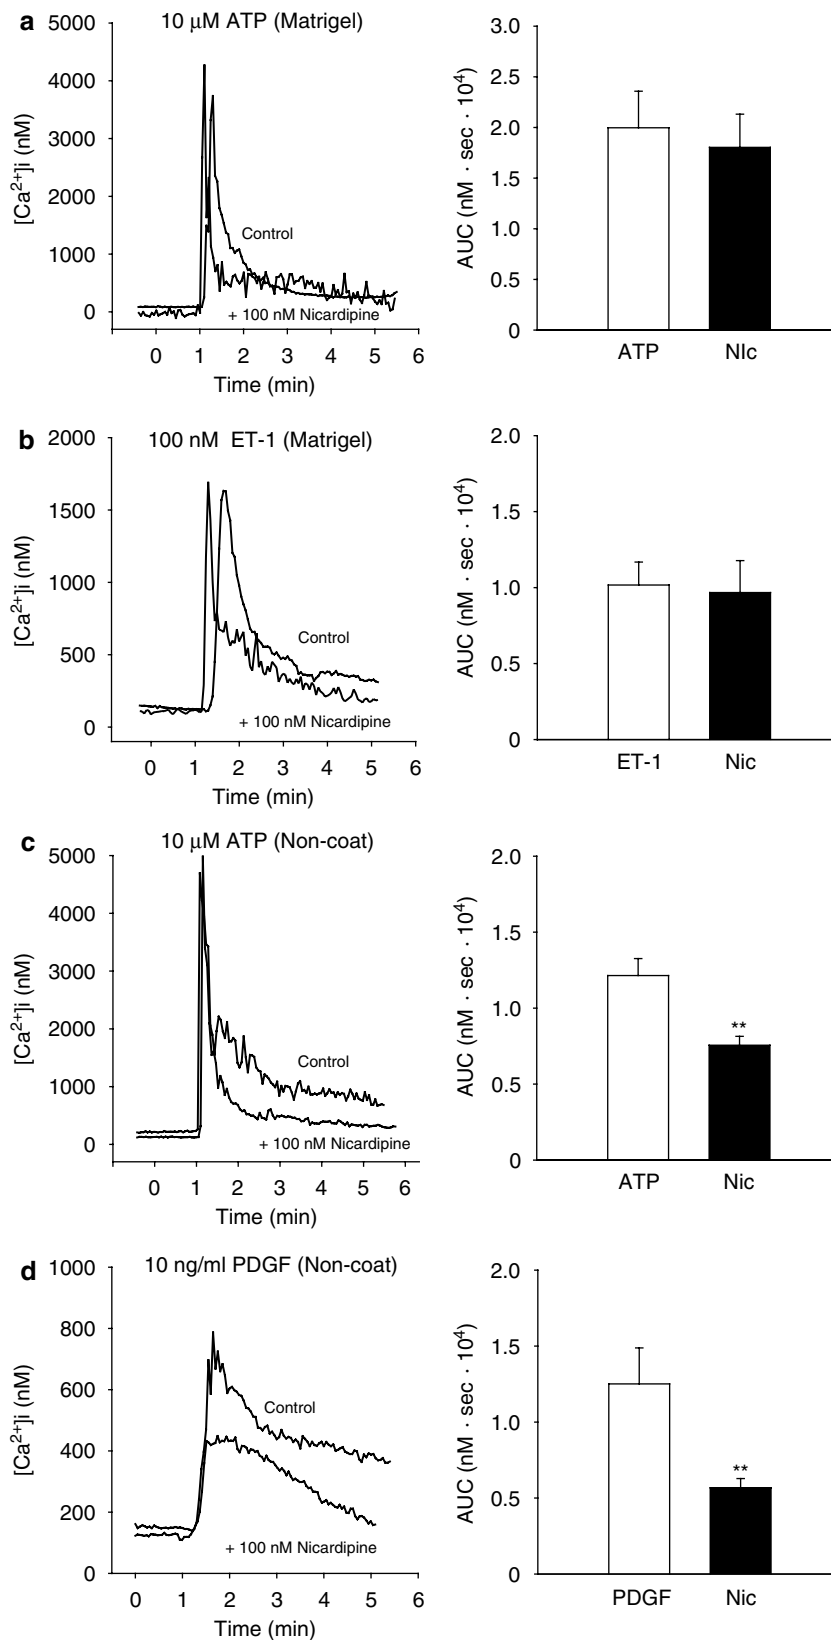 a
10 μM ATP (Matrigel)
[Ca²⁺]i (nM)
5000
4000
3000
2000
1000
0
Control
+ 100 nM Nicardipine
0 1 2 3 4 5 6
Time (min)
AUC (nM · sec · 10⁴)
3.0
2.5
2.0
1.5
1.0
0.5
0
ATP NIc
b
100 nM ET-1 (Matrigel)
[Ca²⁺]i (nM)
2000
1500
1000
500
0
Control
+ 100 nM Nicardipine
0 1 2 3 4 5 6
Time (min)
AUC (nM · sec · 10⁴)
2.0
1.5
1.0
0.5
0
ET-1 Nic
c
10 μM ATP (Non-coat)
[Ca²⁺]i (nM)
5000
4000
3000
2000
1000
0
Control
+ 100 nM Nicardipine
0 1 2 3 4 5 6
Time (min)
AUC (nM · sec · 10⁴)
2.0
1.5
1.0
0.5
0
**
ATP Nic
d
10 ng/ml PDGF (Non-coat)
[Ca²⁺]i (nM)
1000
800
600
400
200
0
Control
+ 100 nM Nicardipine
0 1 2 3 4 5 6
Time (min)
AUC (nM · sec · 10⁴)
2.0
1.5
1.0
0.5
0
**
PDGF Nic